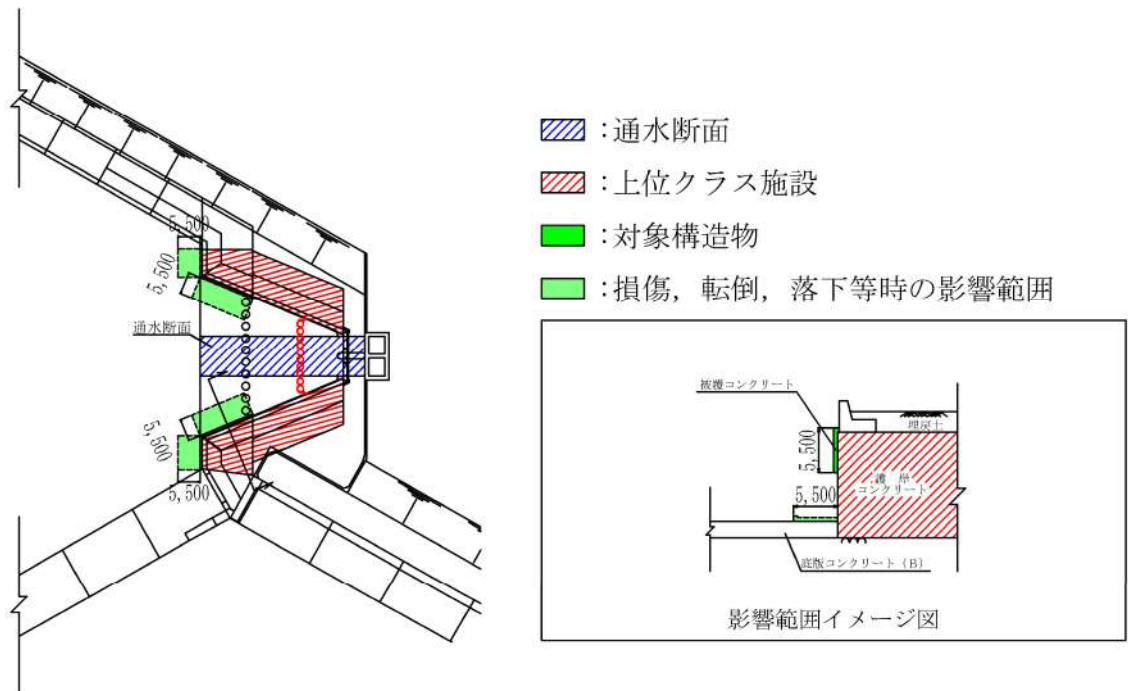 ：通水断面
：上位クラス施設
：対象構造物
：損傷，転倒，落下等時の影響範囲
5,500
5,500
通水断面
5,500
5,500
被覆コンクリート
埋戻土
5,500
護　岸
コンクリート
5,500
底版コンクリート（B）
影響範囲イメージ図